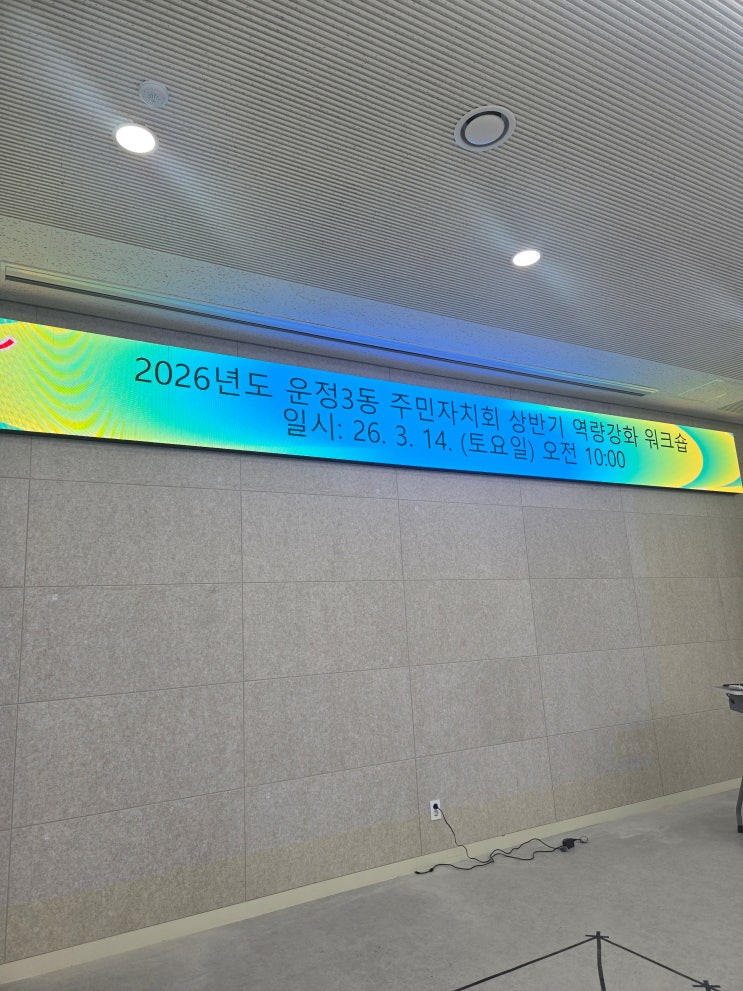 2026년도 운정3동 주민자치회 상반기 역량강화 워크숍
일시: 26. 3. 14. (토요일) 오전 10:00